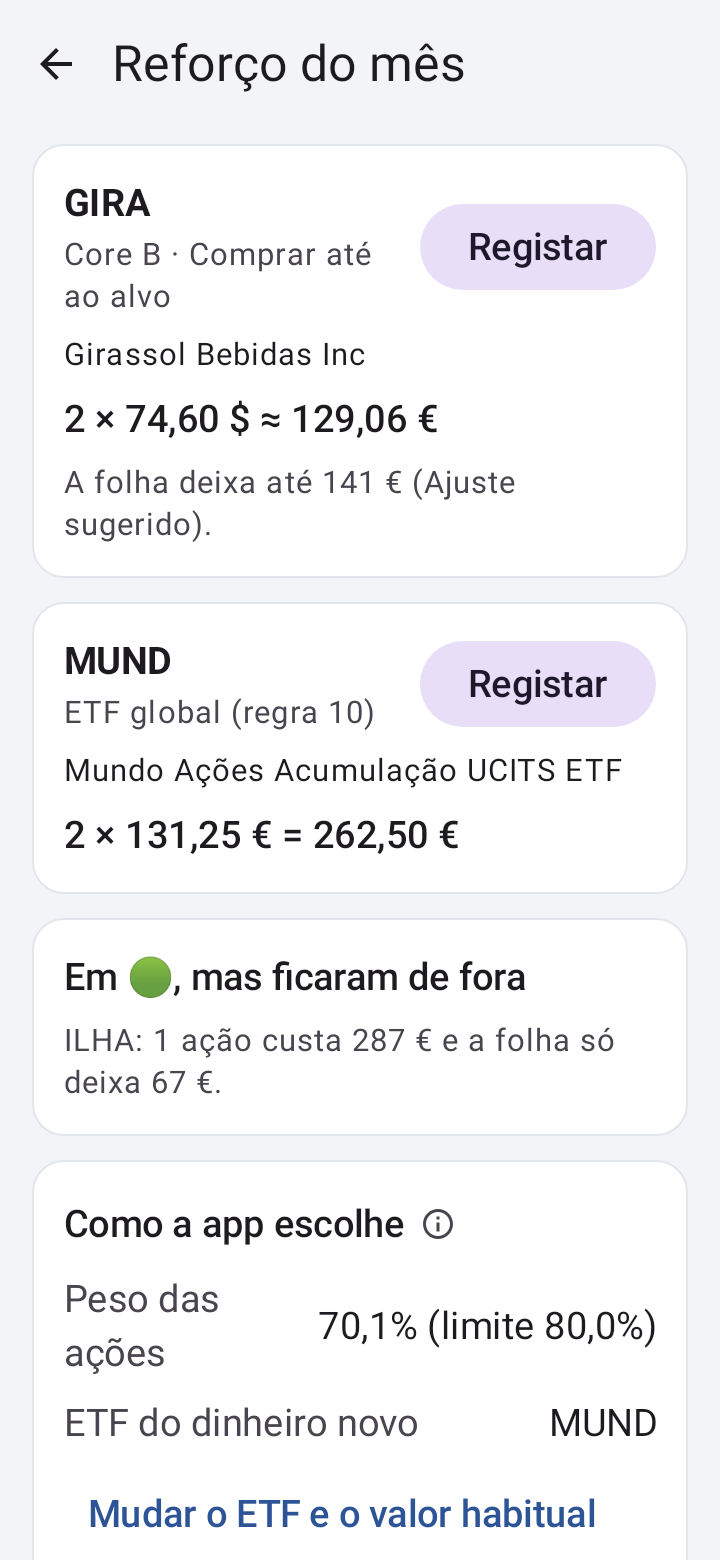 Reforço do mês
GIRA
Core B · Comprar até
ao alvo
Registar
Girassol Bebidas Inc
2 × 74,60 $ ≈ 129,06 €
A folha deixa até 141 € (Ajuste
sugerido).
MUND
ETF global (regra 10)
Registar
Mundo Ações Acumulação UCITS ETF
2 × 131,25 € = 262,50 €
Em 🟢, mas ficaram de fora
ILHA: 1 ação custa 287 € e a folha só
deixa 67 €.
Como a app escolhe
Peso das
ações
70,1% (limite 80,0%)
ETF do dinheiro novo
MUND
Mudar o ETF e o valor habitual